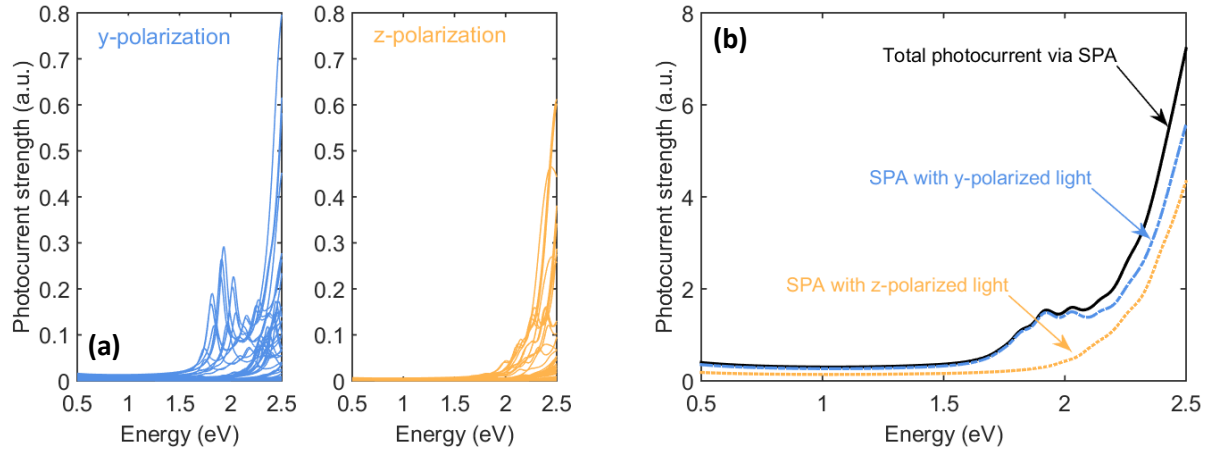 y-polarization
Photocurrent strength (a.u.)
0.8
0.7
0.6
0.5
0.4
0.3
0.2
0.1
0
(a)
0.5 1 1.5 2 2.5
Energy (eV)
z-polarization
0.8
0.7
0.6
0.5
0.4
0.3
0.2
0.1
0
0.5 1 1.5 2 2.5
Energy (eV)
(b)
Photocurrent strength (a.u.)
8
6
4
2
0
Total photocurrent via SPA
SPA with y-polarized light
SPA with z-polarized light
0.5 1 1.5 2 2.5
Energy (eV)